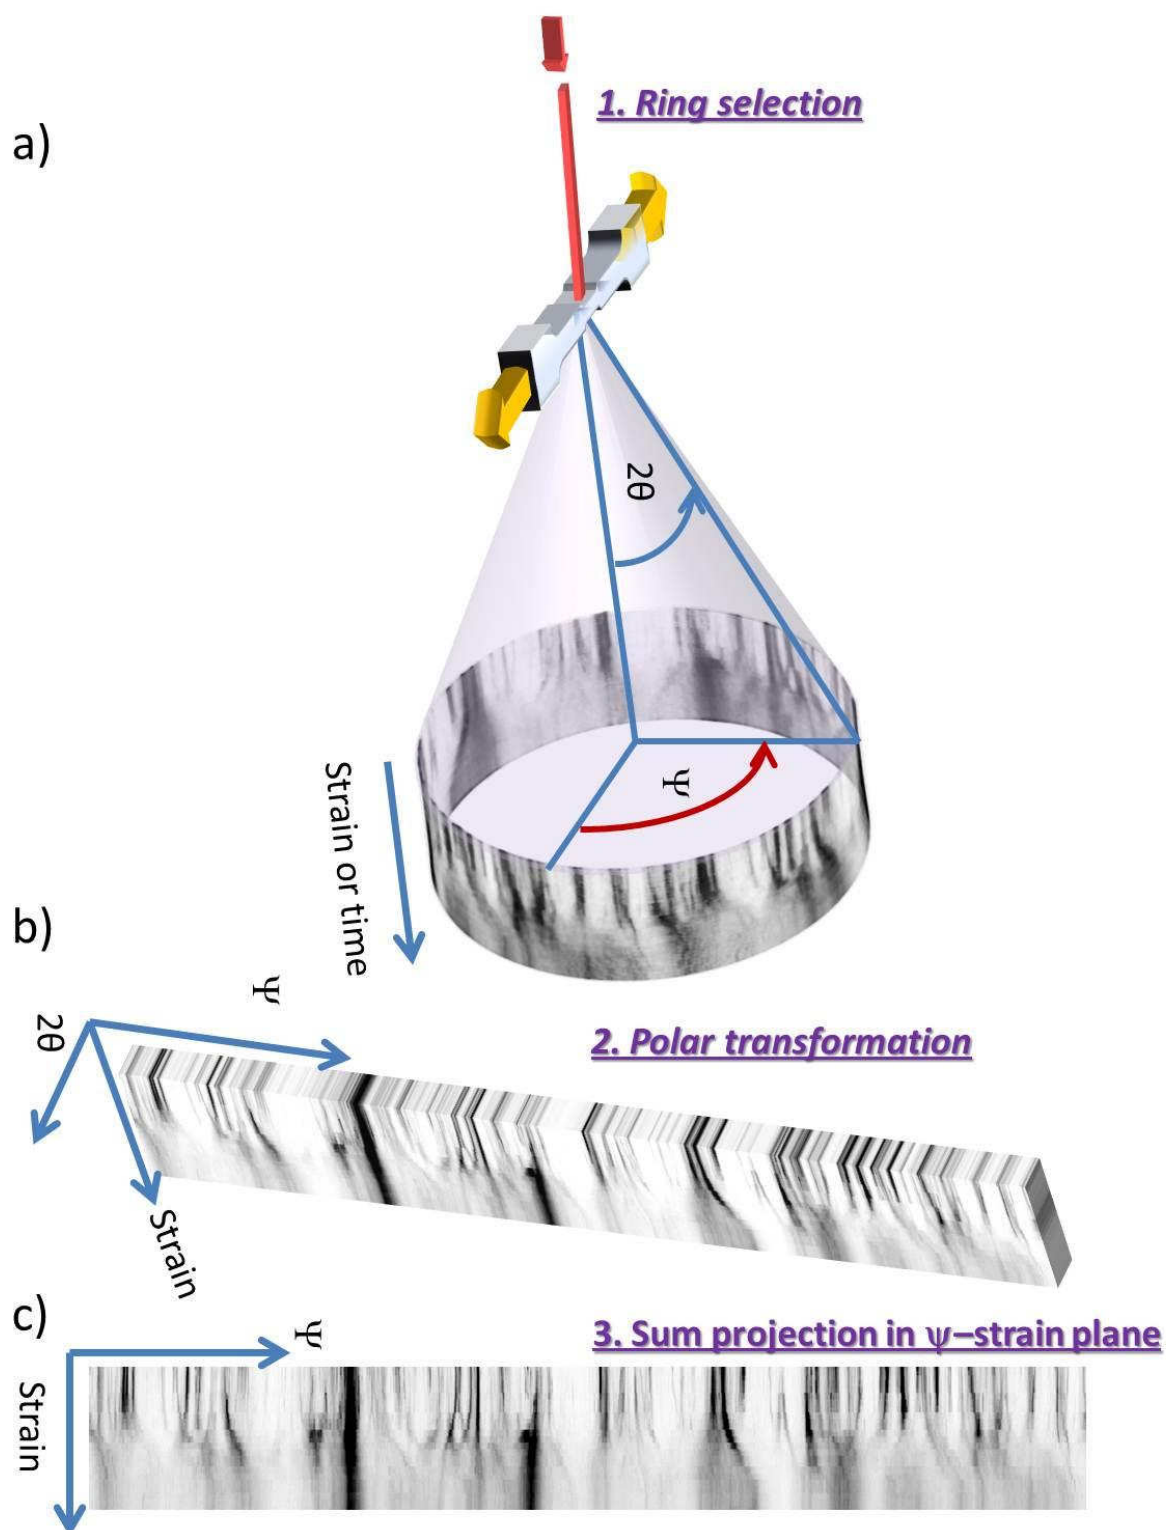 1. Ring selection
a)
2θ
Ψ
Strain or time
b)
Ψ
2θ
2. Polar transformation
Strain
c)
3. Sum projection in ψ–strain plane
Ψ
Strain